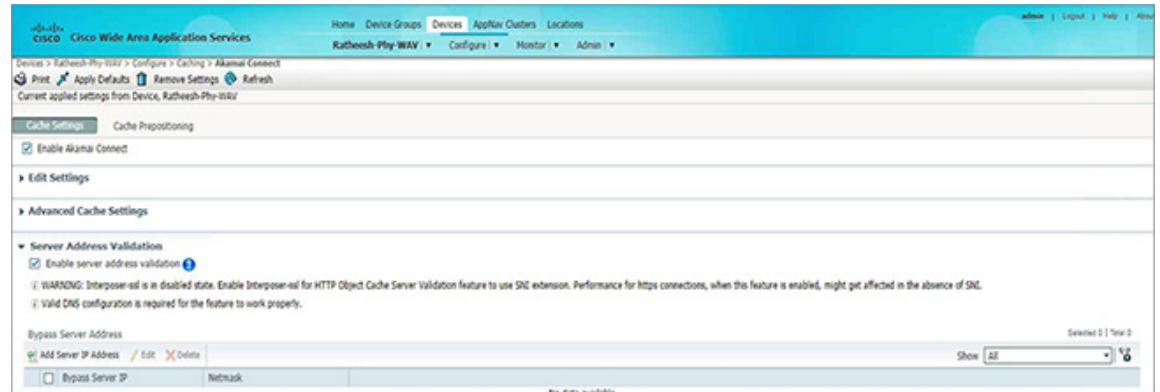 admin | Logout | Help | About
CISCO Cisco Wide Area Application Services
Home Device Groups Devices AppNav Clusters Locations
Ratheesh-Phy-WAV Configure Monitor Admin
Devices > Ratheesh-Phy-WAV > Configure > Caching > Akamai Connect
Print Apply Defaults Remove Settings Refresh
Current applied settings from Device, Ratheesh-Phy-WAV
Cache Settings Cache Prepositioning
Enable Akamai Connect
Edit Settings
Advanced Cache Settings
Server Address Validation
Enable server address validation
WARNING: Interposer-ssl is in disabled state. Enable Interposer-ssl for HTTP Object Cache Server Validation feature to use SNI extension. Performance for https connections, when this feature is enabled, might get affected in the absence of SNI.
Valid DNS configuration is required for the feature to work properly.
Bypass Server Address
Selected 0 | Total 0
Add Server IP Address Edit Delete
Show All
Bypass Server IP Netmask
No data available